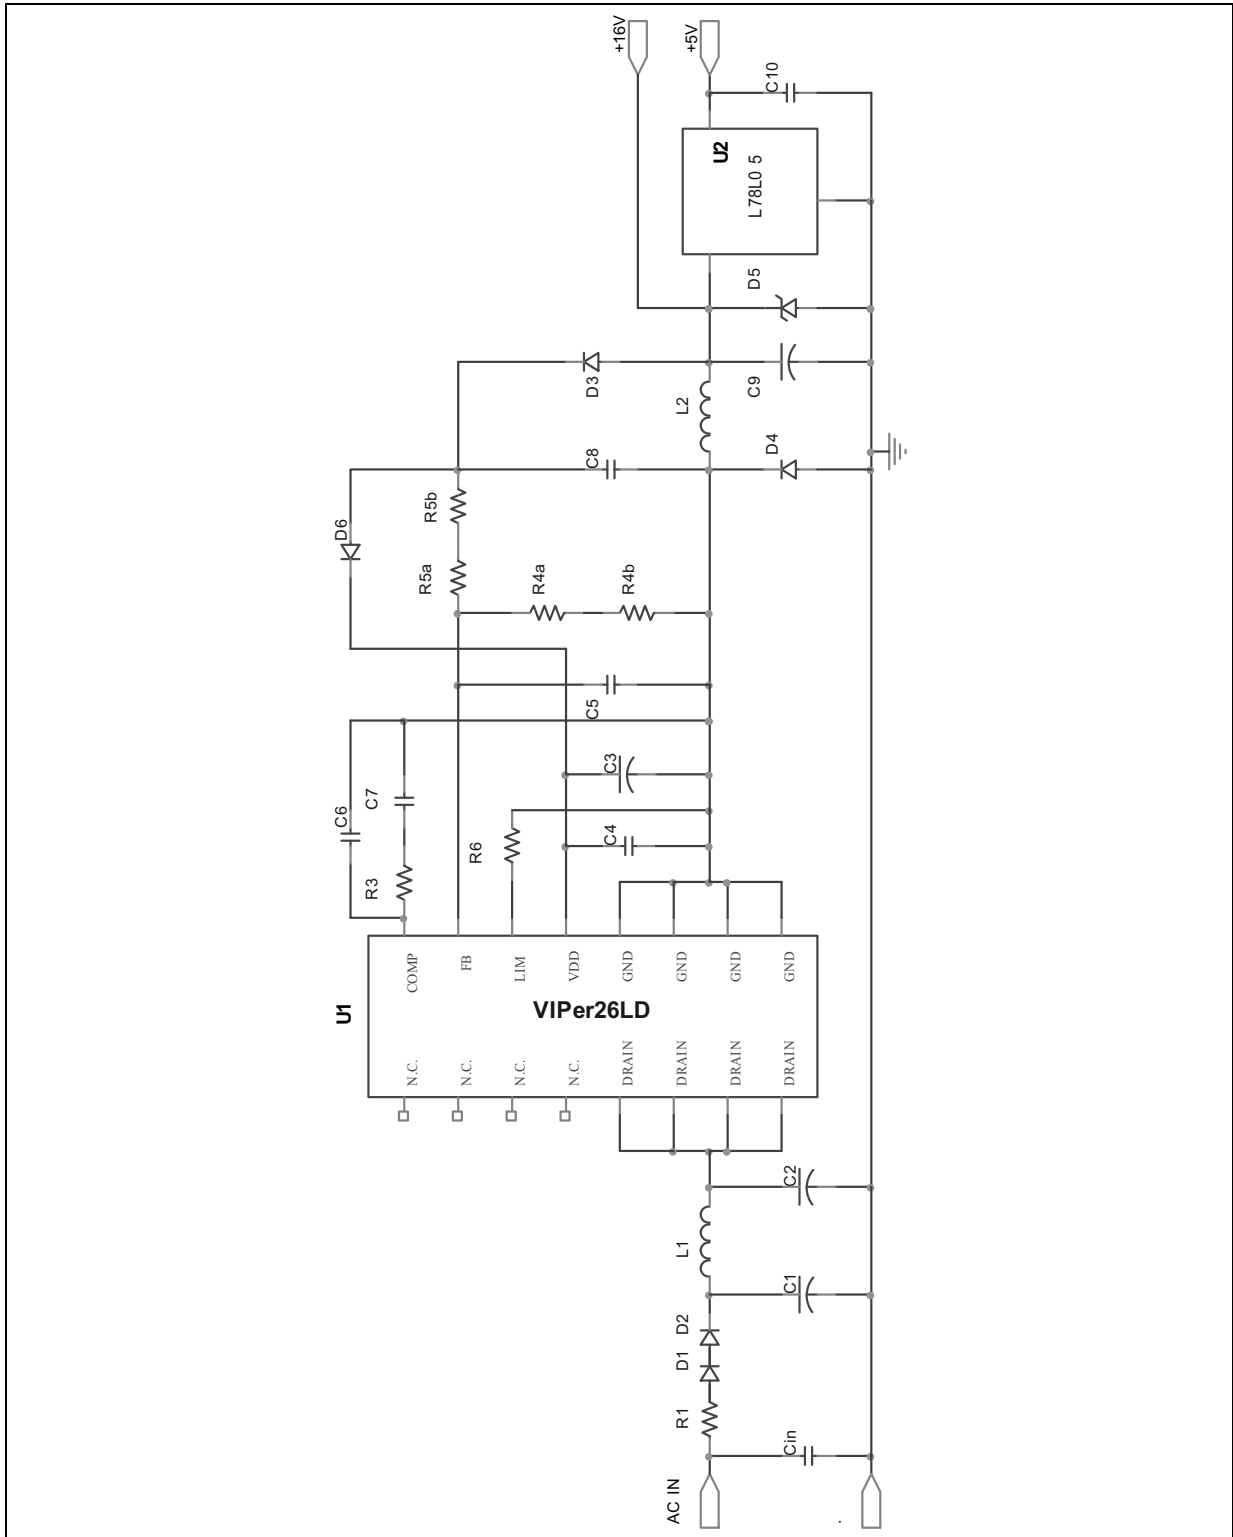 +16V
+5V
C10
U2
L78L0 5
D5
D3
C9
L2
D4
C8
R5b
D6
R5a
R4a
R4b
C5
C3
C7
C6
C4
R6
R3
COMP
FB
LIM
VDD
GND
GND
GND
GND
U1
VIPer26LD
N.C.
N.C.
N.C.
N.C.
DRAIN
DRAIN
DRAIN
DRAIN
C2
L1
C1
D2
D1
R1
Cin
AC IN
.